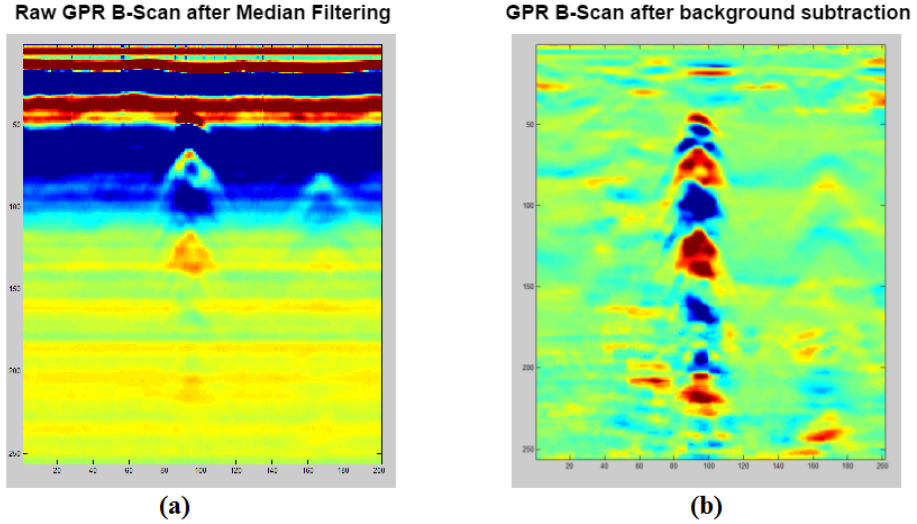 Raw GPR B-Scan after Median Filtering
GPR B-Scan after background subtraction
50
100
150
200
250
20 40 60 80 100 120 140 160 180 200
50
100
150
200
250
20 40 60 80 100 120 140 160 180 200
(a)
(b)